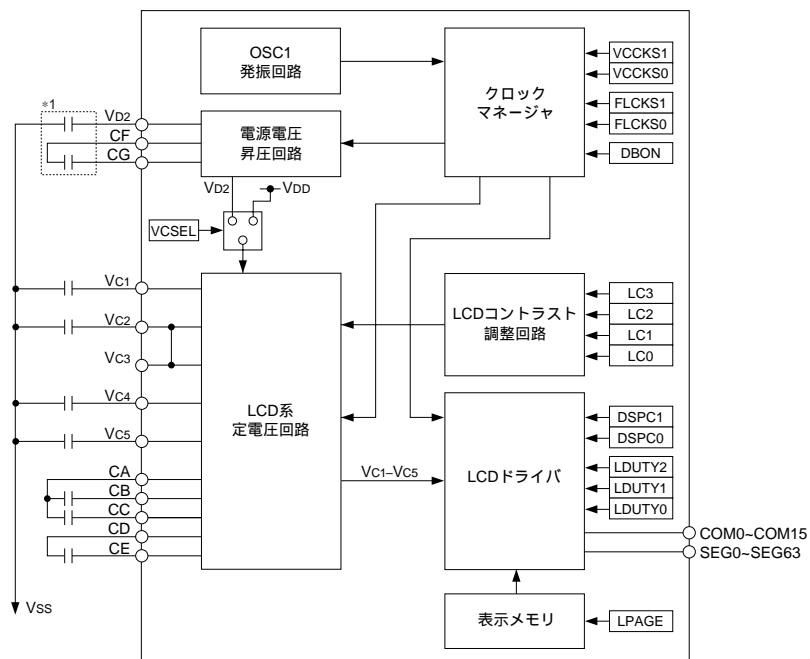 OSC1
発振回路
クロック
マネージャ
VCCKS1
VCCKS0
FLCKS1
FLCKS0
DBON
*1
VD2
CF
CG
電源電圧
昇圧回路
VD2
VDD
VCSEL
VC1
VC2
VC3
VC4
VC5
CA
CB
CC
CD
CE
VSS
LCD系
定電圧回路
VC1–VC5
LCDコントラスト
調整回路
LC3
LC2
LC1
LC0
LCDドライバ
DSPC1
DSPC0
LDUTY2
LDUTY1
LDUTY0
COM0~COM15
SEG0~SEG63
表示メモリ
LPAGE